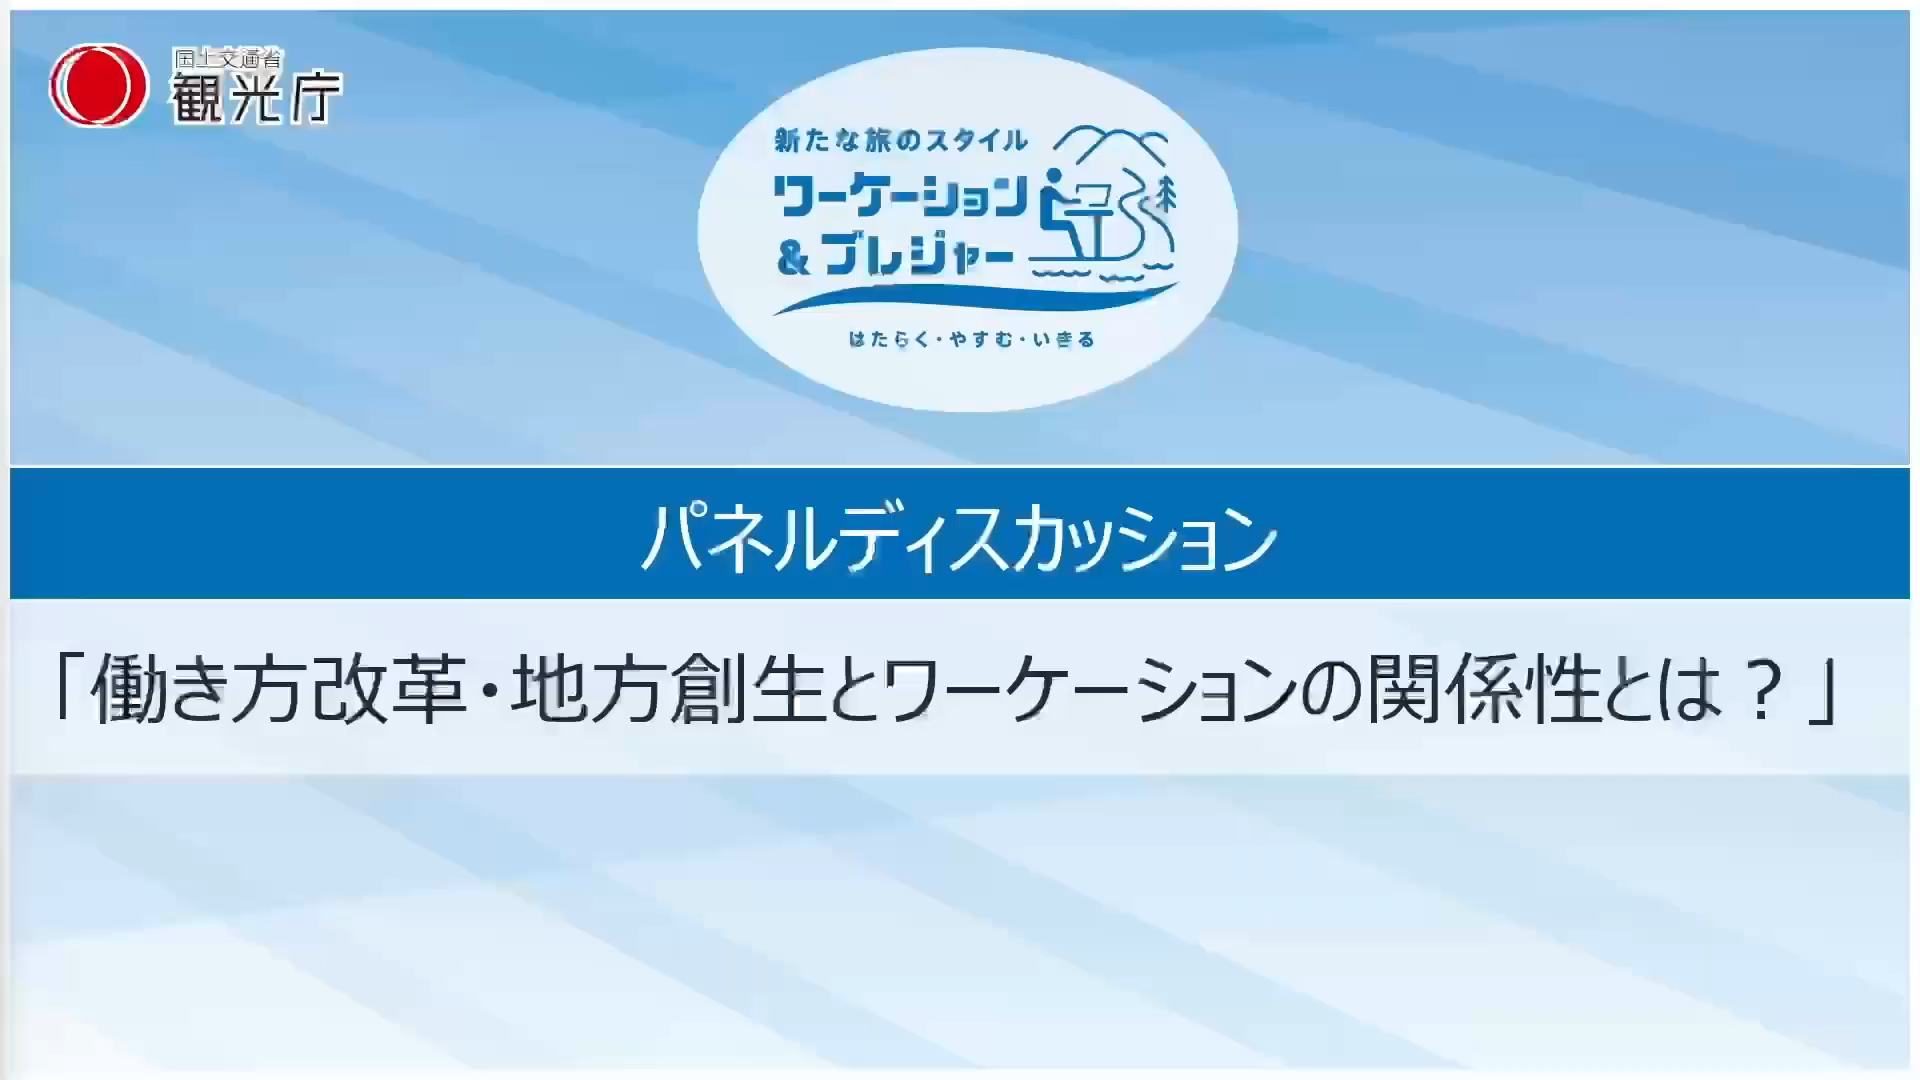 国土交通省
観光庁
新たな旅のスタイル
ワーケーション
&ブレジャー
はたらく・やすむ・いきる
パネルディスカッション
「働き方改革・地方創生とワーケーションの関係性とは？」